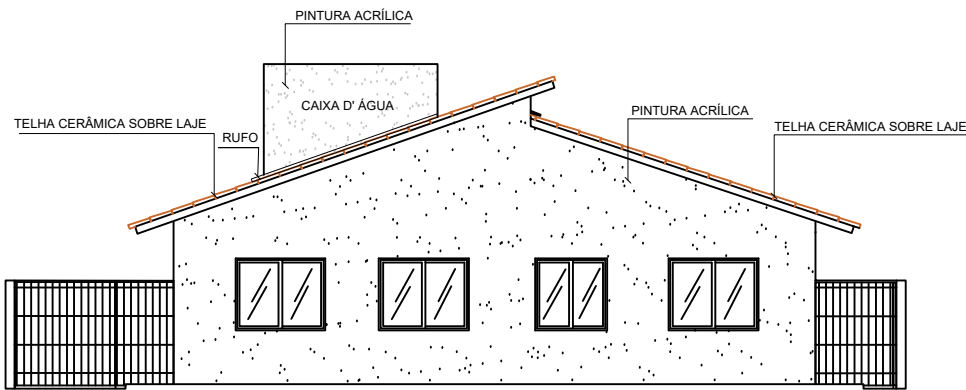 PINTURA ACRÍLICA
CAIXA D' ÁGUA
PINTURA ACRÍLICA
TELHA CERÂMICA SOBRE LAJE
TELHA CERÂMICA SOBRE LAJE
RUFO